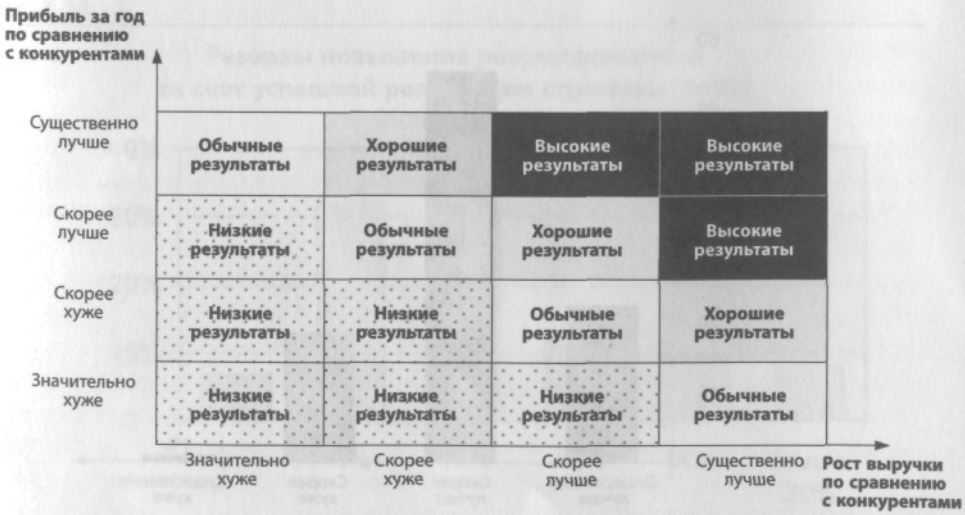 Прибыль за год
по сравнению
с конкурентами
Существенно
лучше
Обычные
результаты
Хорошие
результаты
Высокие
результаты
Высокие
результаты
Скорее
лучше
Низкие
результаты
Обычные
результаты
Хорошие
результаты
Высокие
результаты
Скорее
хуже
Низкие
результаты
Низкие
результаты
Обычные
результаты
Хорошие
результаты
Значительно
хуже
Низкие
результаты
Низкие
результаты
Низкие
результаты
Обычные
результаты
Значительно
хуже
Скорее
хуже
Скорее
лучше
Существенно
лучше
Рост выручки
по сравнению
с конкурентами